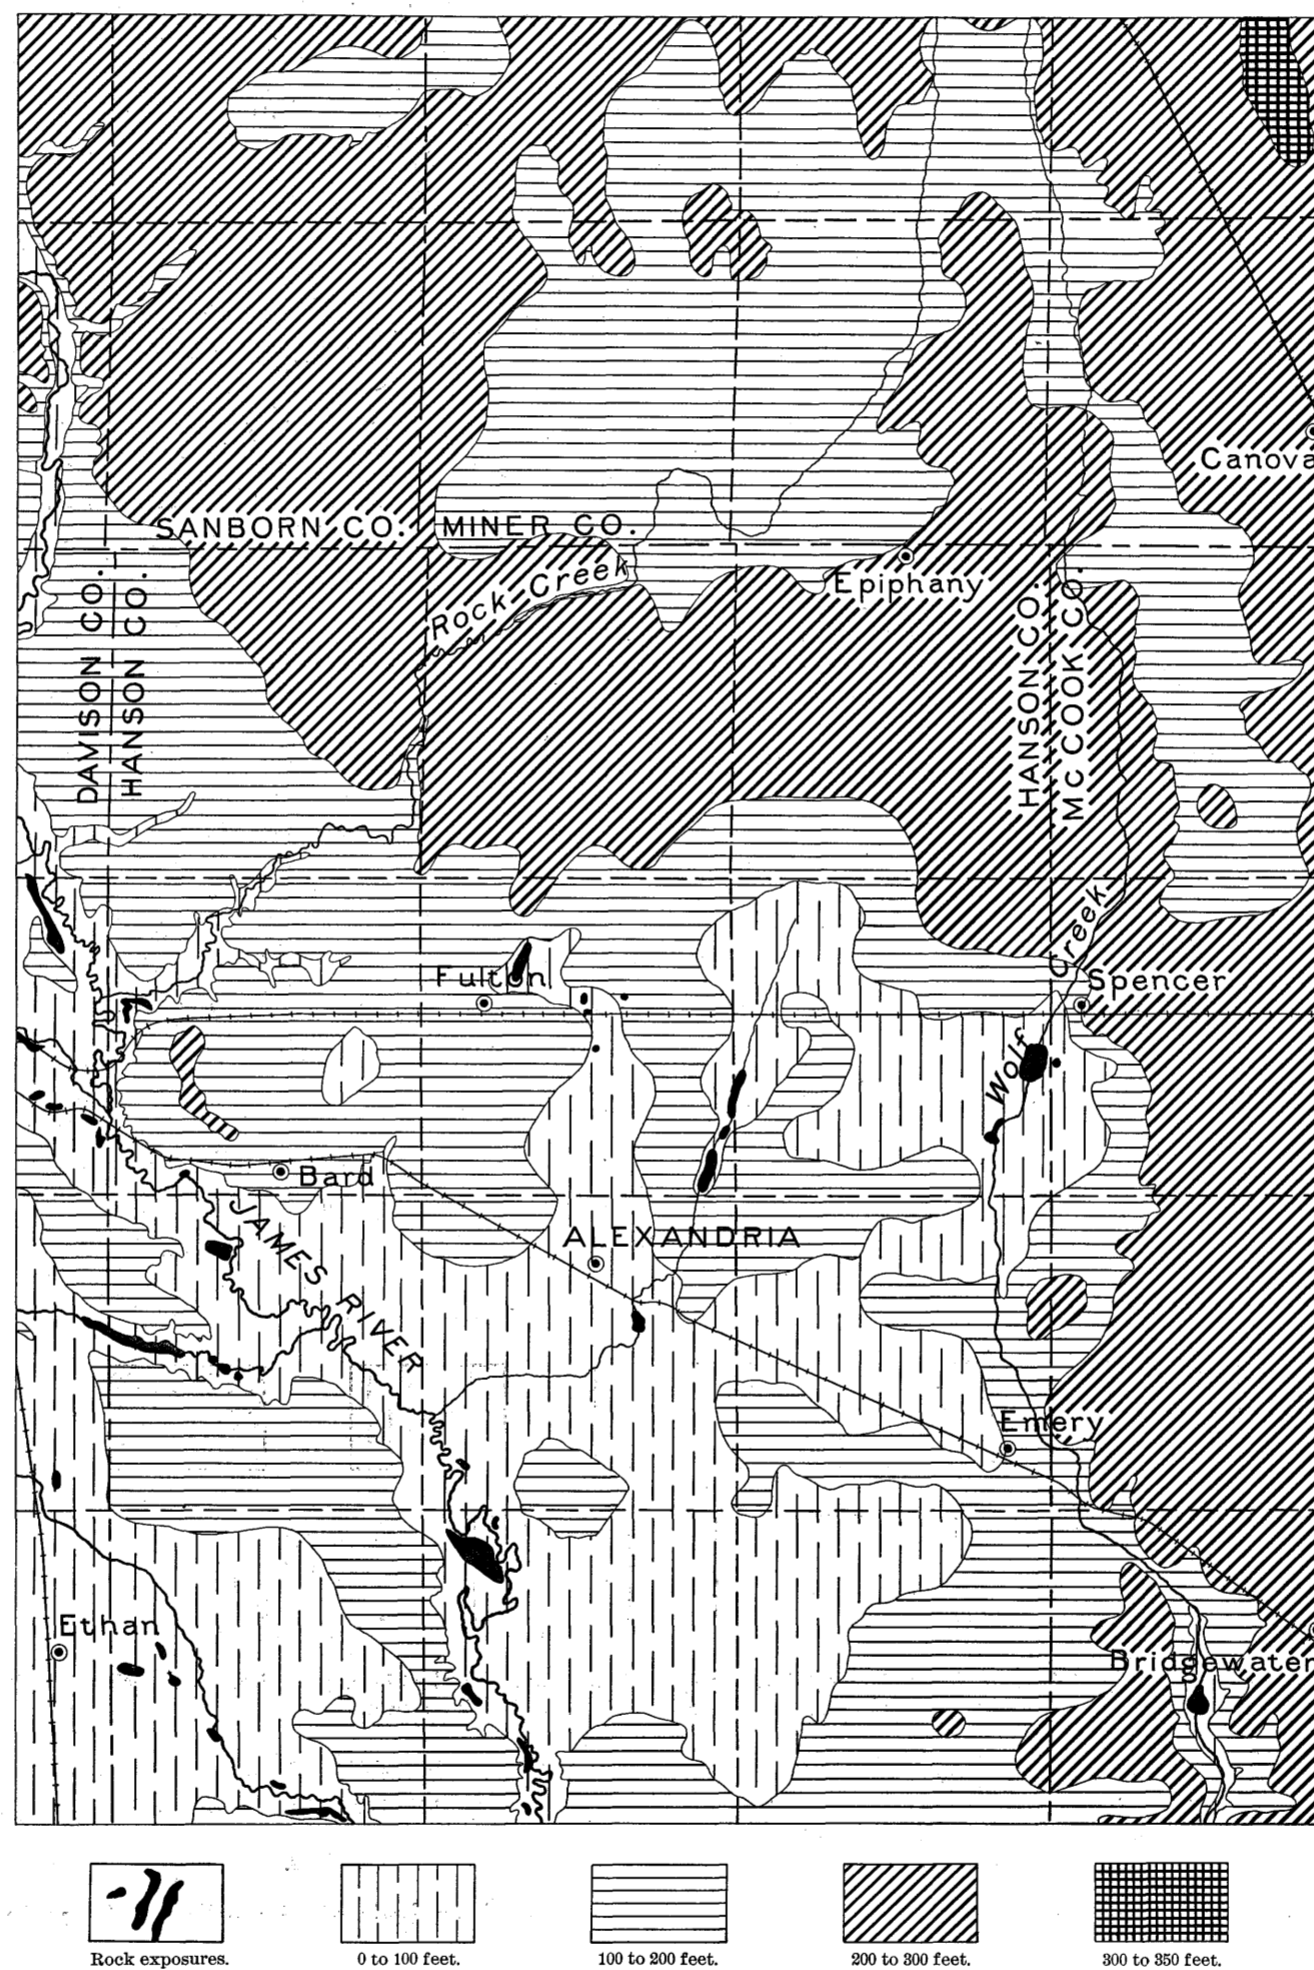 Canova
SANBORN CO.
MINER CO.
Rock Creek
Epiphany
DAVISON CO.
HANSON CO.
HANSON CO.
MC COOK CO.
Fulton
Wolf Creek
Spencer
Bard
JAMES RIVER
ALEXANDRIA
Emery
Ethan
Bridgewater
Rock exposures.
0 to 100 feet.
100 to 200 feet.
200 to 300 feet.
300 to 350 feet.